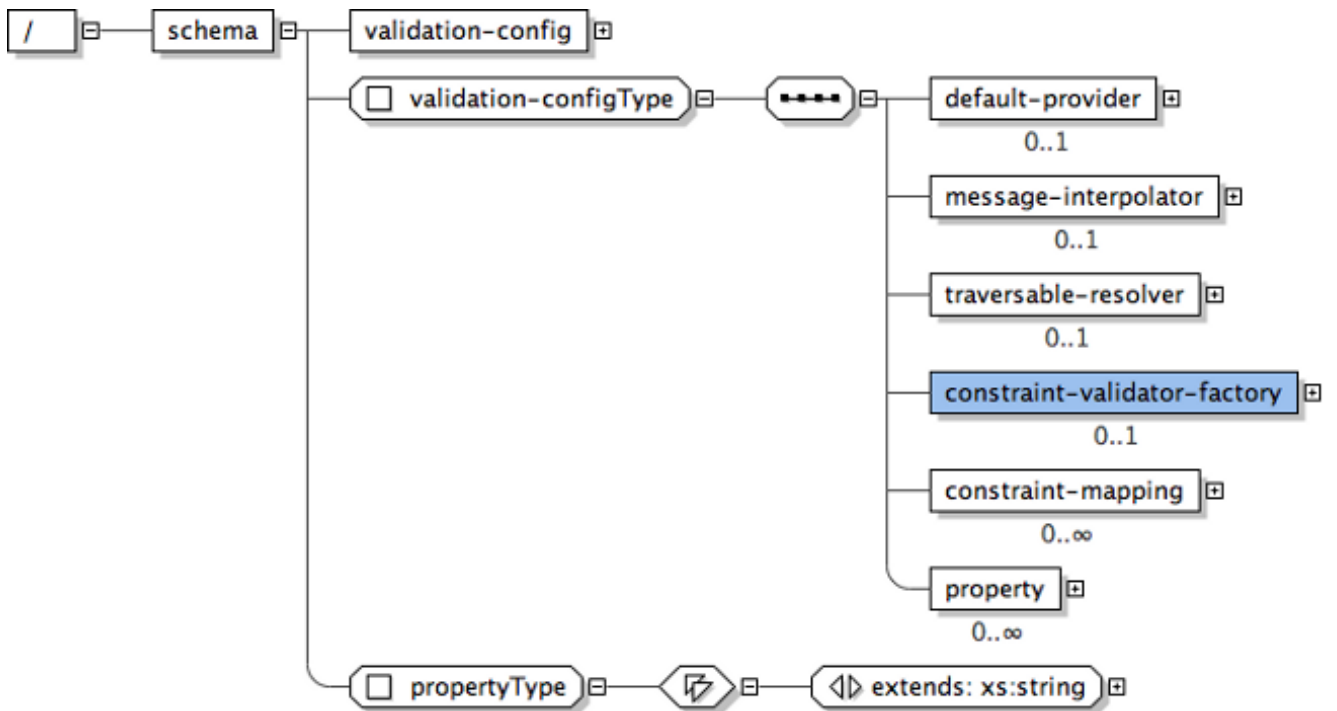 / schema validation-config
validation-configType default-provider
0..1
message-interpolator
0..1
traversable-resolver
0..1
constraint-validator-factory
0..1
constraint-mapping
0..∞
property
0..∞
propertyType extends: xs:string